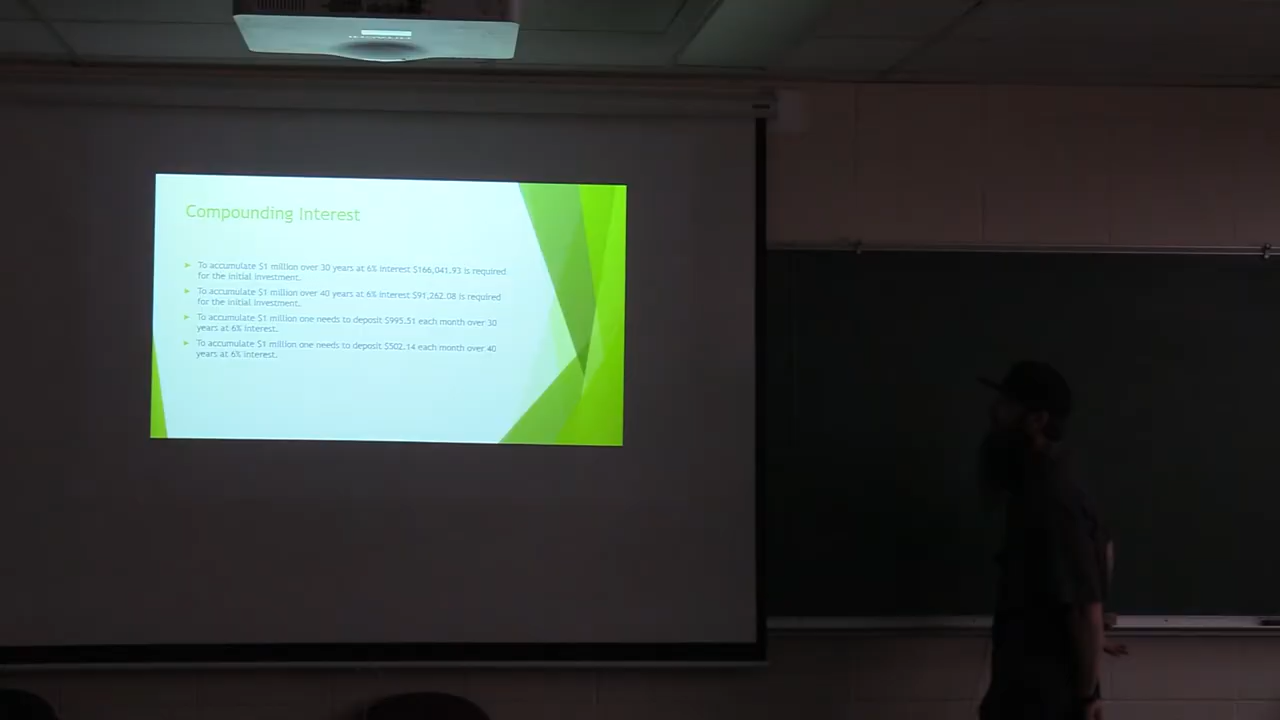 Compounding Interest
To accumulate $1 million over 30 years at 6% interest $166,041.93 is required
for the initial investment.
To accumulate $1 million over 40 years at 6% interest $91,262.08 is required
for the initial investment.
To accumulate $1 million one needs to deposit $995.51 each month over 30
years at 6% interest.
To accumulate $1 million one needs to deposit $502.14 each month over 40
years at 6% interest.